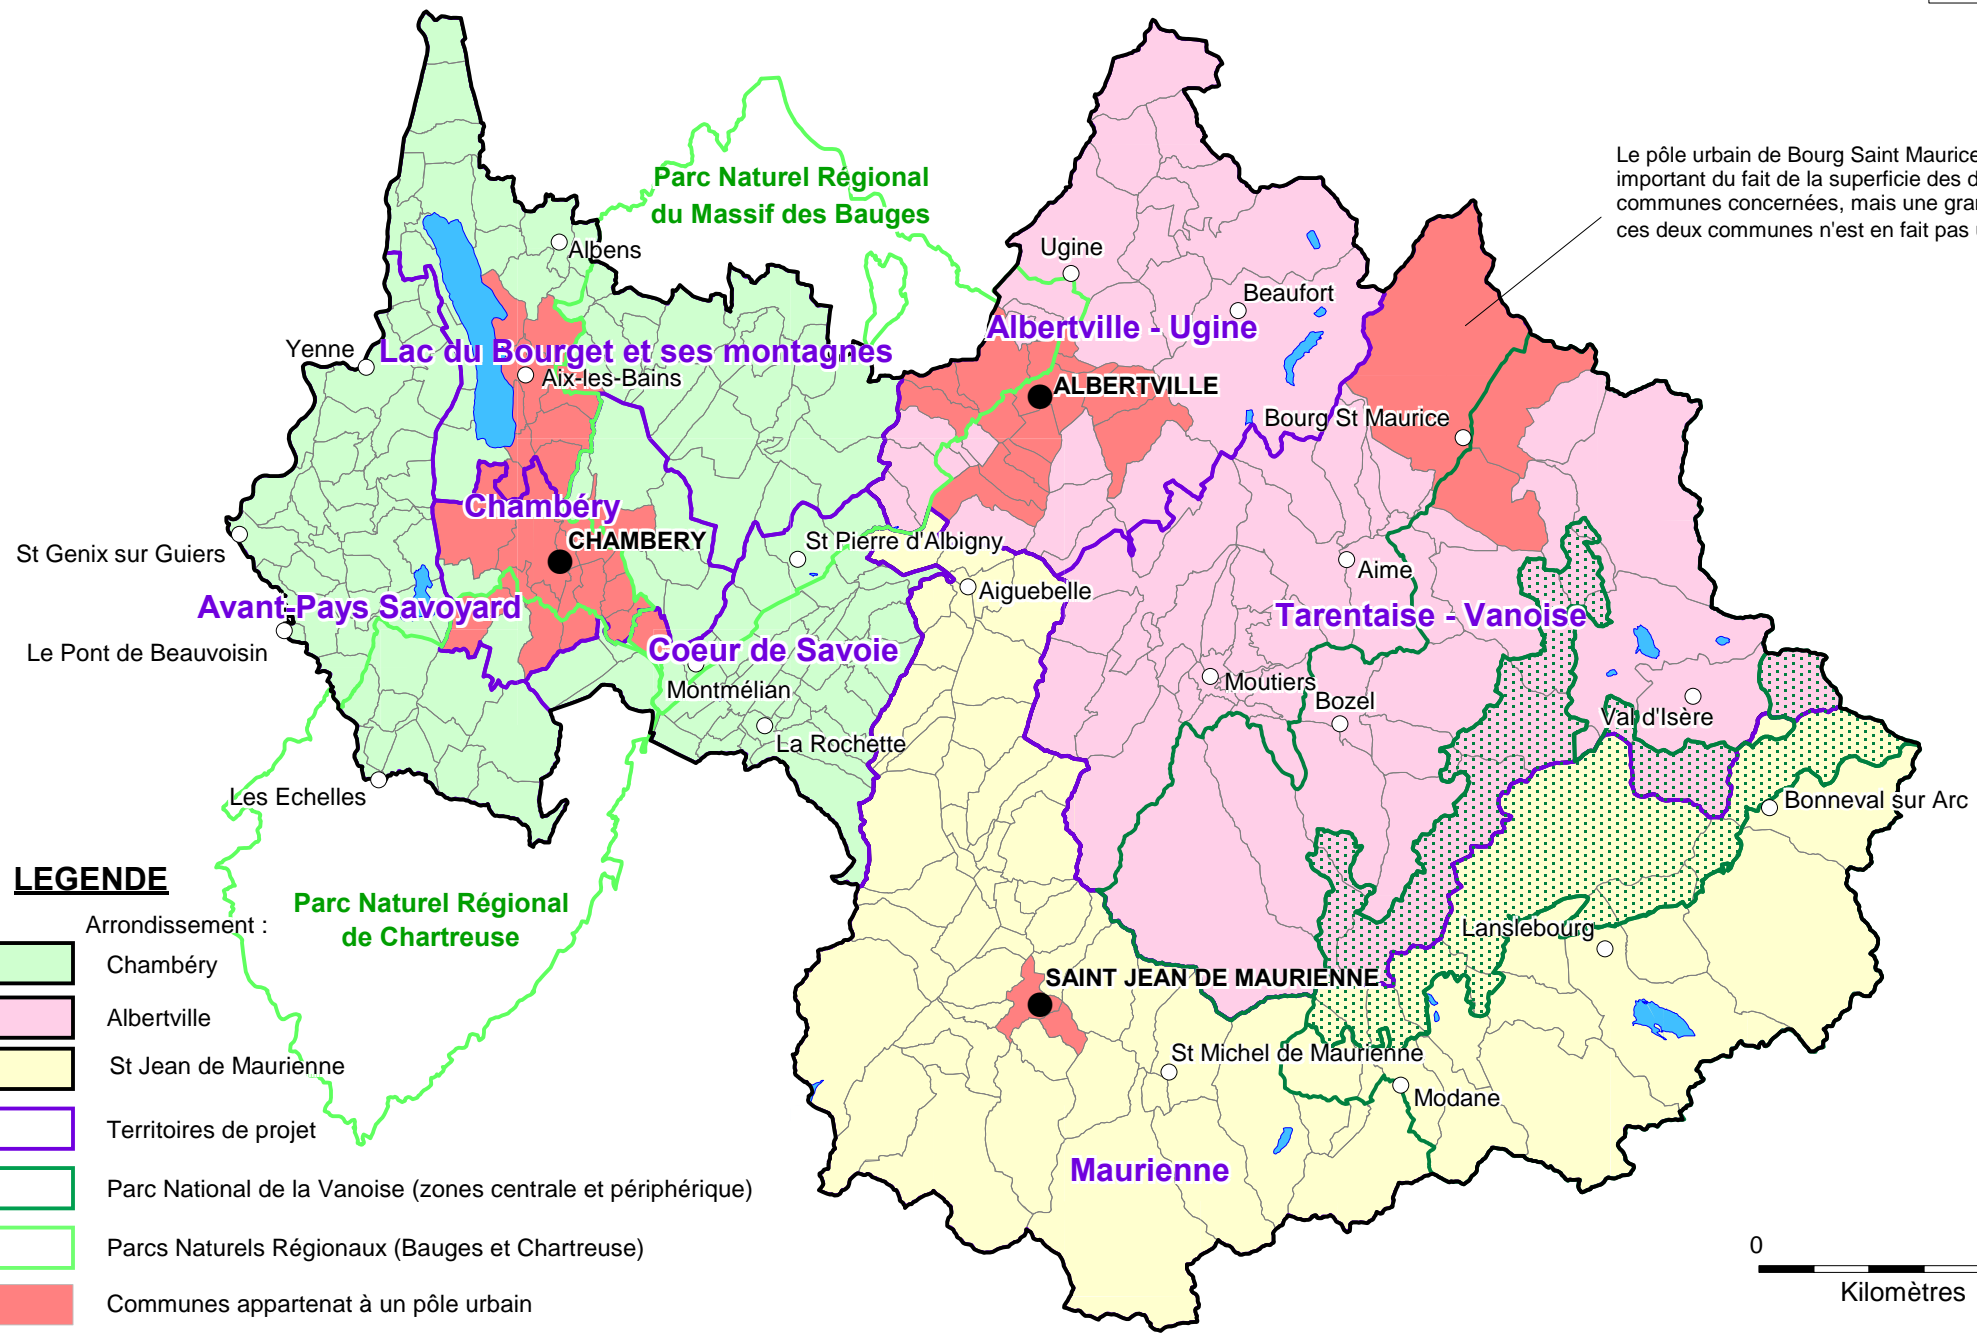 Le pôle urbain de Bourg Saint Maurice
important du fait de la superficie des d
communes concernées, mais une gran
ces deux communes n'est en fait pas u
Parc Naturel Régional
du Massif des Bauges
Albens
Ugine
Beaufort
Albertville - Ugine
Yenne
Lac du Bourget et ses montagnes
Aix-les-Bains
ALBERTVILLE
Bourg St Maurice
Chambéry
CHAMBERY
St Pierre d'Albigny
St Genix sur Guiers
Aime
Aiguebelle
Avant-Pays Savoyard
Tarentaise - Vanoise
Le Pont de Beauvoisin
Coeur de Savoie
Montmélian
Moutiers
Bozel
Val d'Isère
La Rochette
Les Echelles
Bonneval sur Arc
LEGENDE
Parc Naturel Régional
de Chartreuse
Arrondissement :
Lanslebourg
Chambéry
SAINT JEAN DE MAURIENNE
Albertville
St Michel de Maurienne
St Jean de Maurienne
Modane
Territoires de projet
Maurienne
Parc National de la Vanoise (zones centrale et périphérique)
Parcs Naturels Régionaux (Bauges et Chartreuse)
0
Kilomètres
Communes appartenat à un pôle urbain